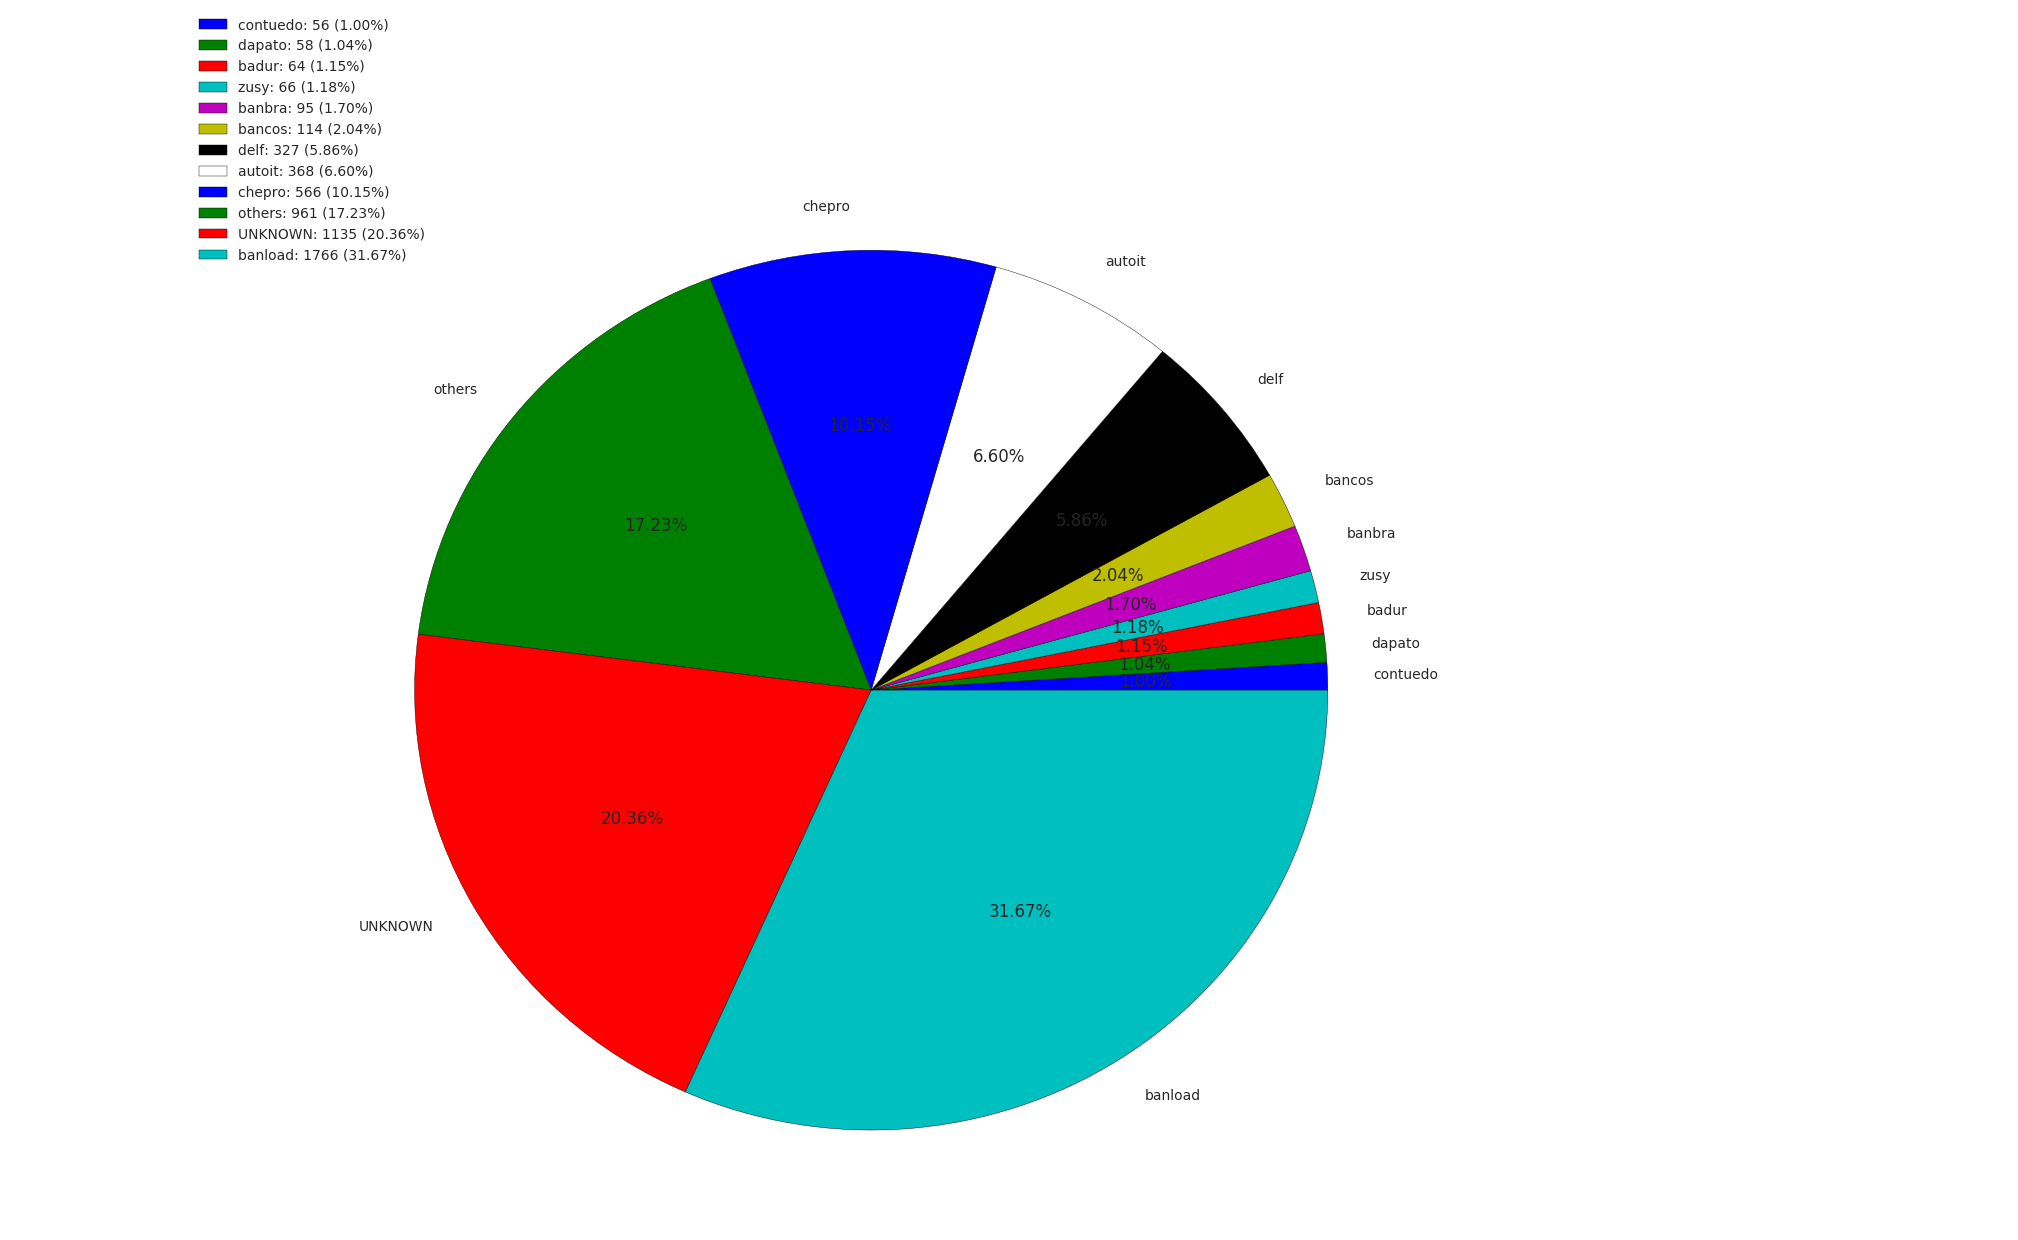 contuedo: 56 (1.00%)
dapato: 58 (1.04%)
badur: 64 (1.15%)
zusy: 66 (1.18%)
banbra: 95 (1.70%)
bancos: 114 (2.04%)
delf: 327 (5.86%)
autoit: 368 (6.60%)
chepro: 566 (10.15%)
others: 961 (17.23%)
UNKNOWN: 1135 (20.36%)
banload: 1766 (31.67%)
chepro
autoit
delf
others
bancos
banbra
zusy
badur
dapato
contuedo
UNKNOWN
banload
10.15%
6.60%
5.86%
17.23%
2.04%
1.70%
1.18%
1.15%
1.04%
1.00%
20.36%
31.67%